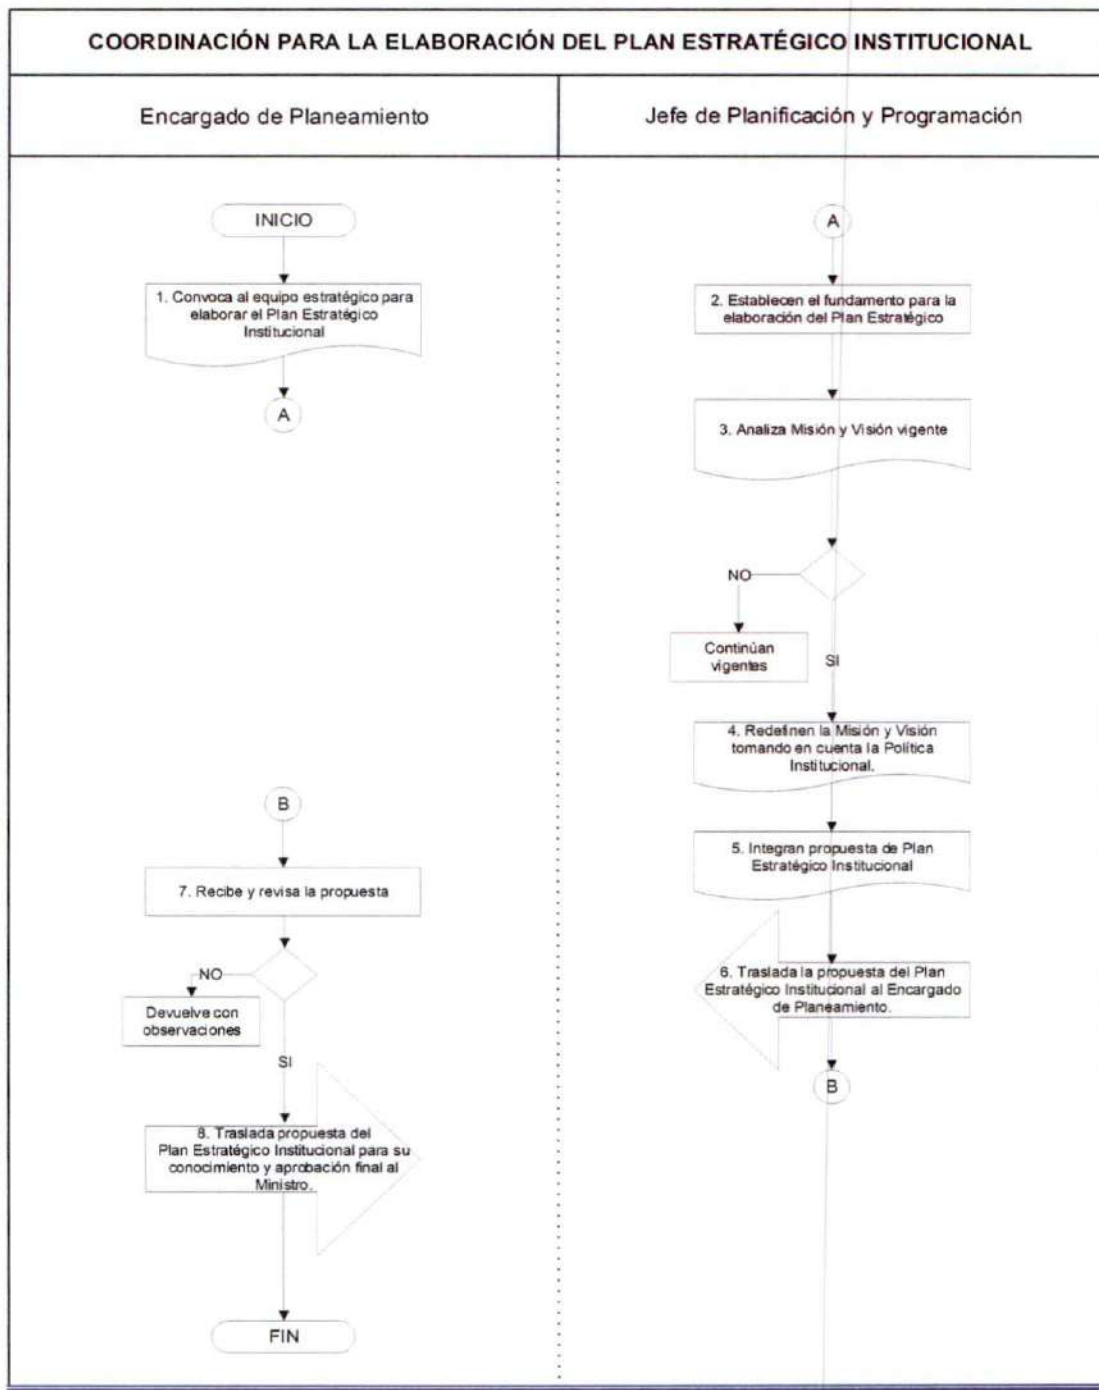 COORDINACIÓN PARA LA ELABORACIÓN DEL PLAN ESTRATÉGICO INSTITUCIONAL
Encargado de Planeamiento
Jefe de Planificación y Programación
INICIO
1. Convoca al equipo estratégico para
elaborar el Plan Estratégico
Institucional
A
A
2. Establecen el fundamento para la
elaboración del Plan Estratégico
3. Analiza Misión y Visión vigente
NO
Continúan
vigentes
SI
4. Redefinen la Misión y Visión
tomando en cuenta la Política
Institucional.
5. Integran propuesta de Plan
Estratégico Institucional
6. Traslada la propuesta del Plan
Estratégico Institucional al Encargado
de Planeamiento.
B
B
7. Recibe y revisa la propuesta
NO
Devuelve con
observaciones
SI
8. Traslada propuesta del
Plan Estratégico Institucional para su
conocimiento y aprobación final al
Ministro.
FIN